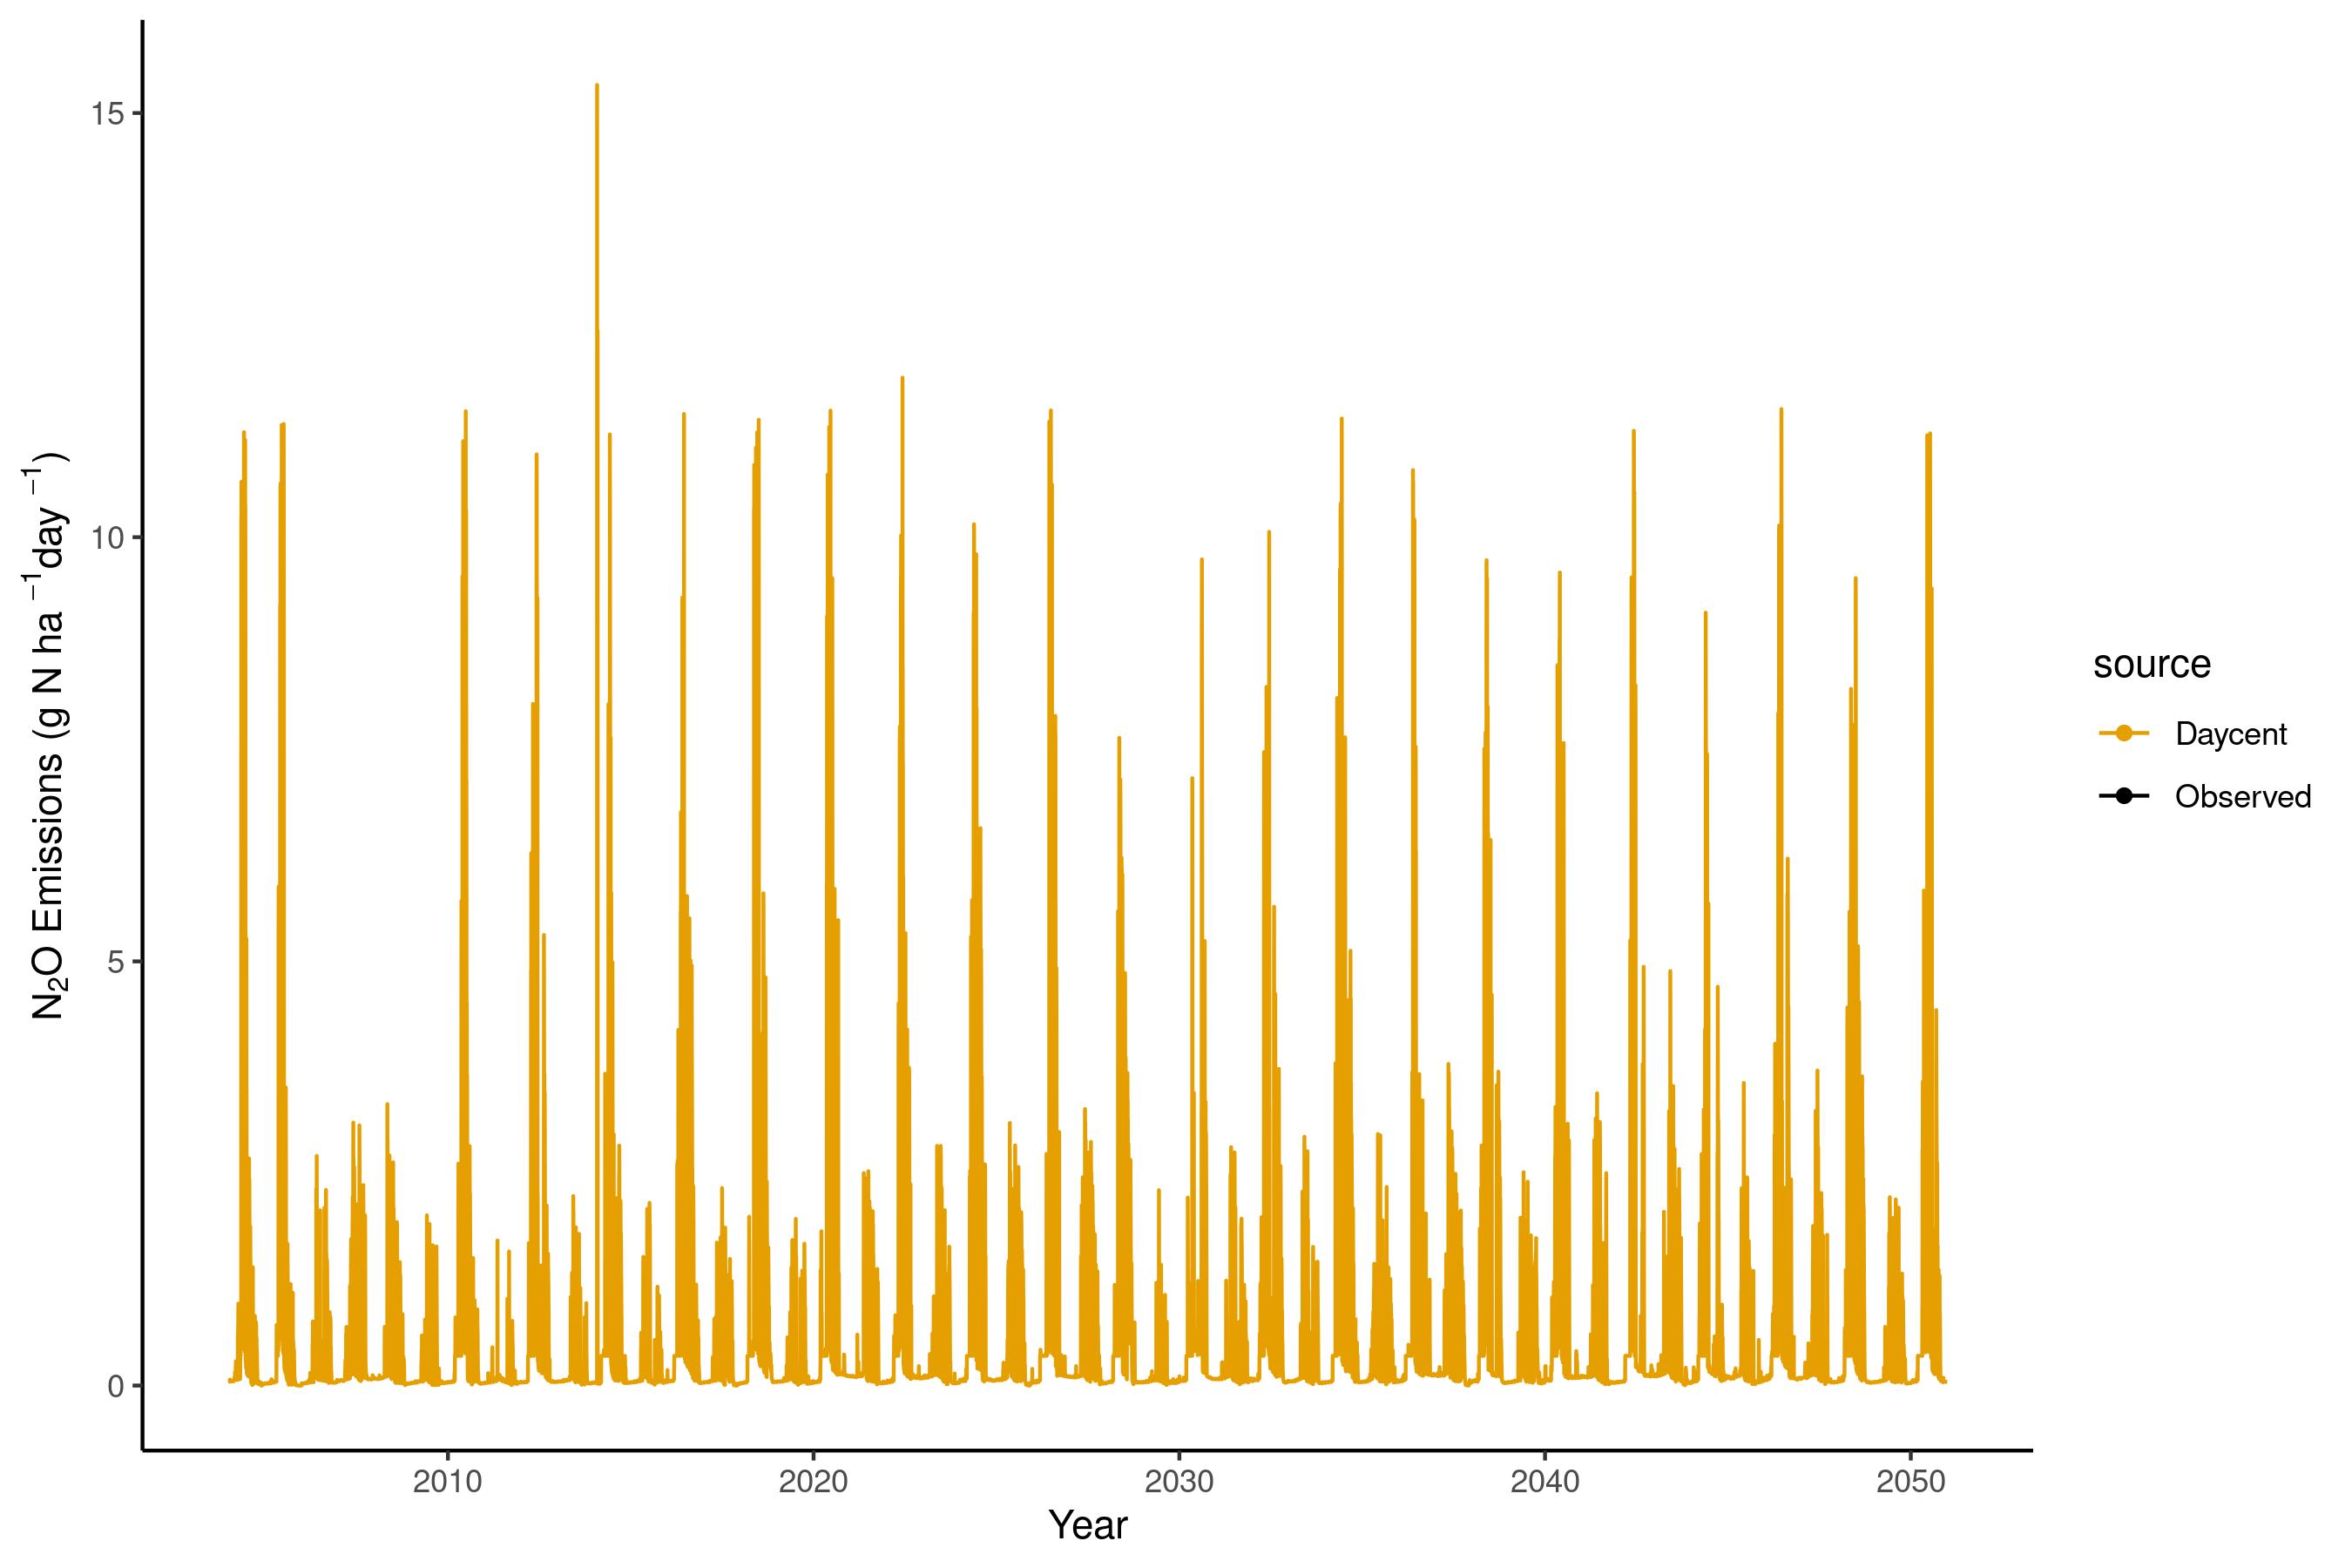 15
10
5
0
N₂O Emissions (g N ha ⁻¹day ⁻¹)
2010 2020 2030 2040 2050
Year
source
Daycent
Observed